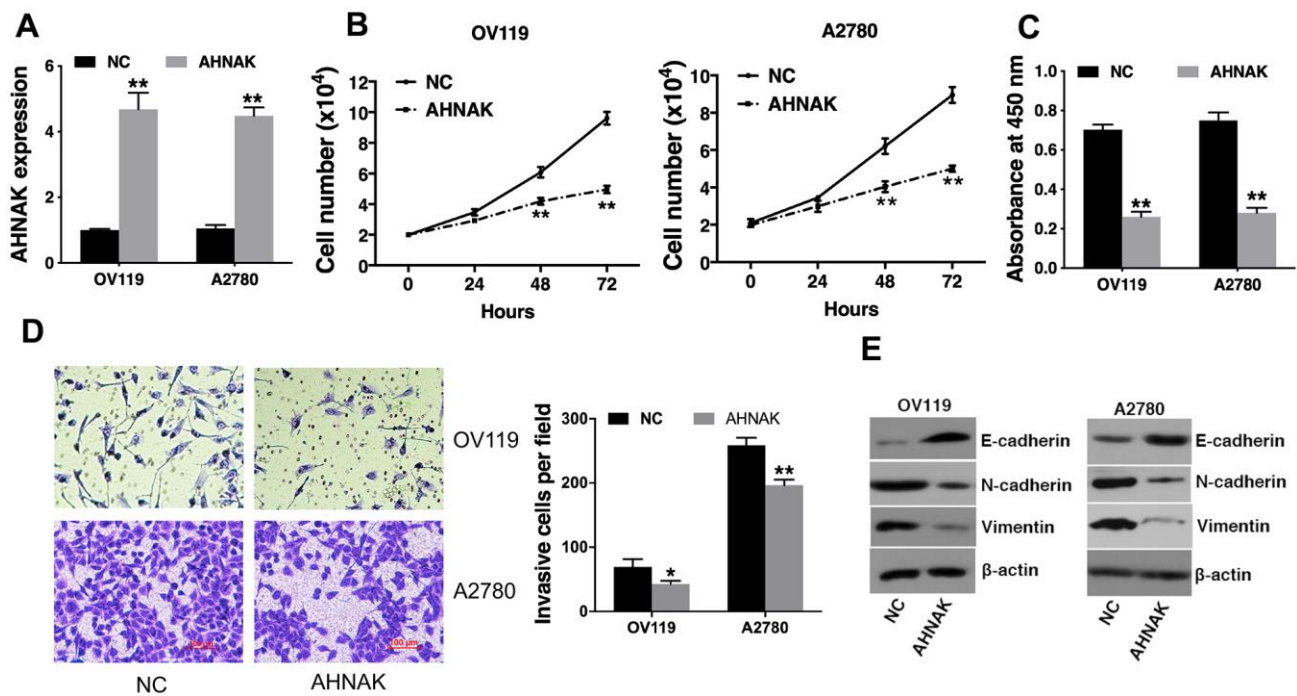 A
NC AHNAK
AHNAK expression
6
4
2
0
**
**
OV119 A2780
B
OV119
NC
AHNAK
Cell number (x10⁴)
12
10
8
6
4
2
0
**
**
0 24 48 72
Hours
A2780
NC
AHNAK
Cell number (x10⁴)
10
8
6
4
2
0
**
**
0 24 48 72
Hours
C
NC AHNAK
Absorbance at 450 nm
1.0
0.8
0.6
0.4
0.2
0.0
**
**
OV119 A2780
D
OV119
A2780
100 μm
NC AHNAK
NC AHNAK
Invasive cells per field
300
200
100
0
*
**
OV119 A2780
E
OV119
E-cadherin
N-cadherin
Vimentin
β-actin
NC
AHNAK
A2780
E-cadherin
N-cadherin
Vimentin
β-actin
NC
AHNAK